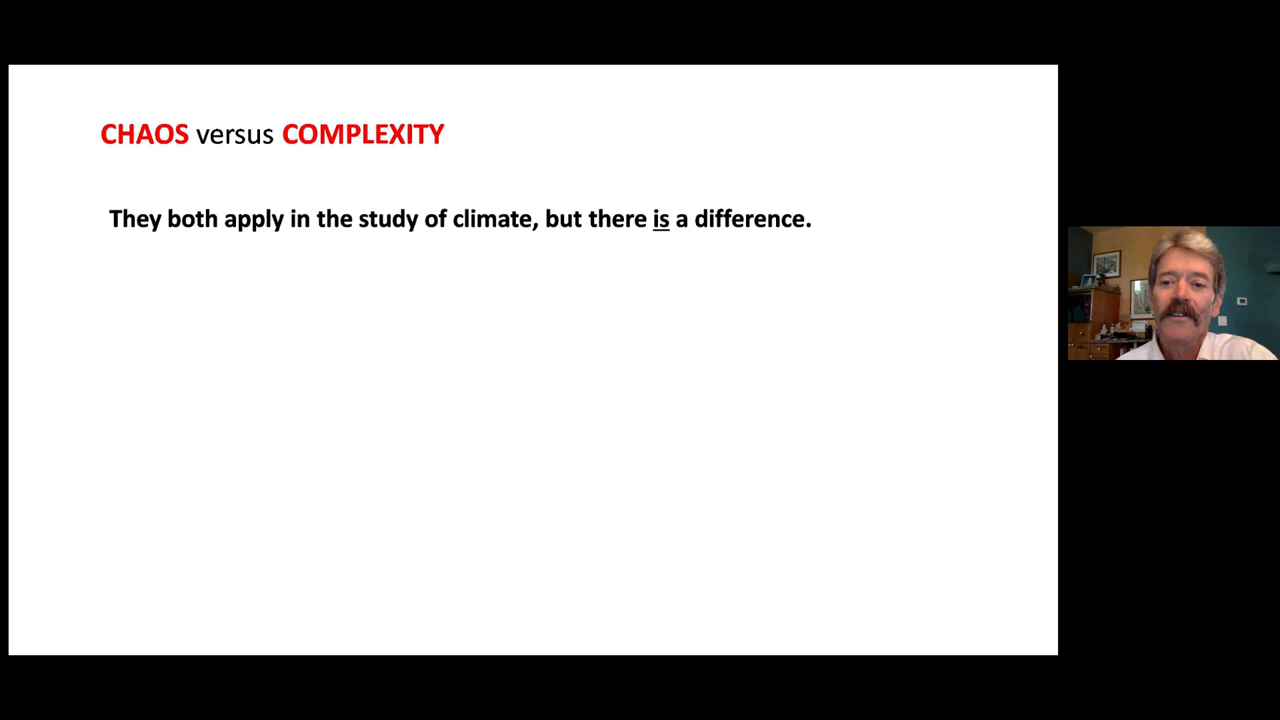 CHAOS versus COMPLEXITY
They both apply in the study of climate, but there is a difference.